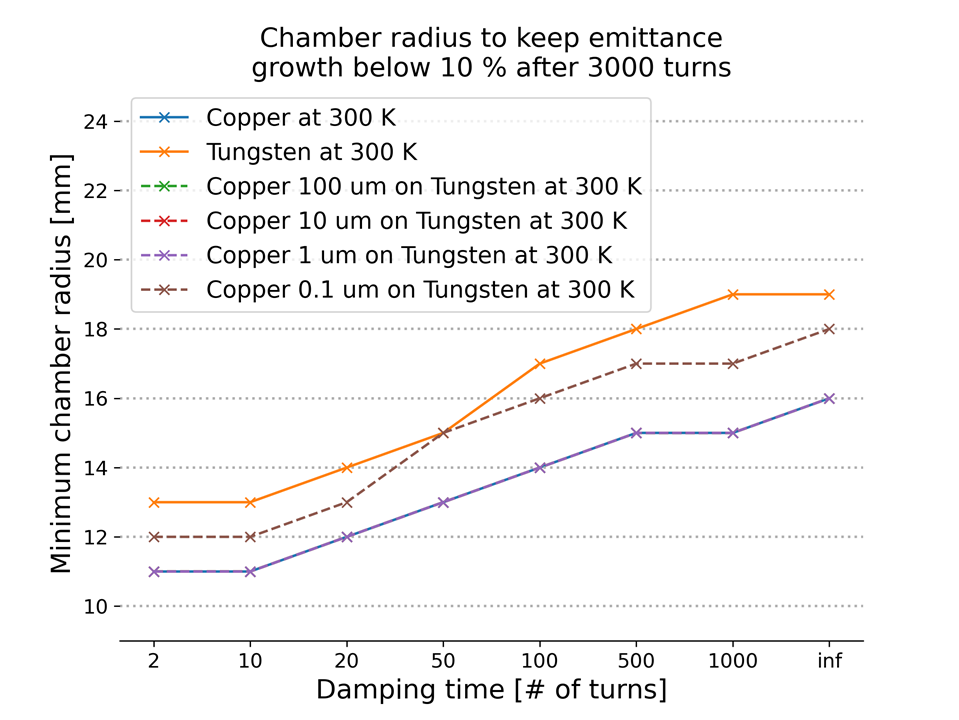 Chamber radius to keep emittance
growth below 10 % after 3000 turns
Copper at 300 K
Tungsten at 300 K
Copper 100 um on Tungsten at 300 K
Copper 10 um on Tungsten at 300 K
Copper 1 um on Tungsten at 300 K
Copper 0.1 um on Tungsten at 300 K
Minimum chamber radius [mm]
24
22
20
18
16
14
12
10
2 10 20 50 100 500 1000 inf
Damping time [# of turns]